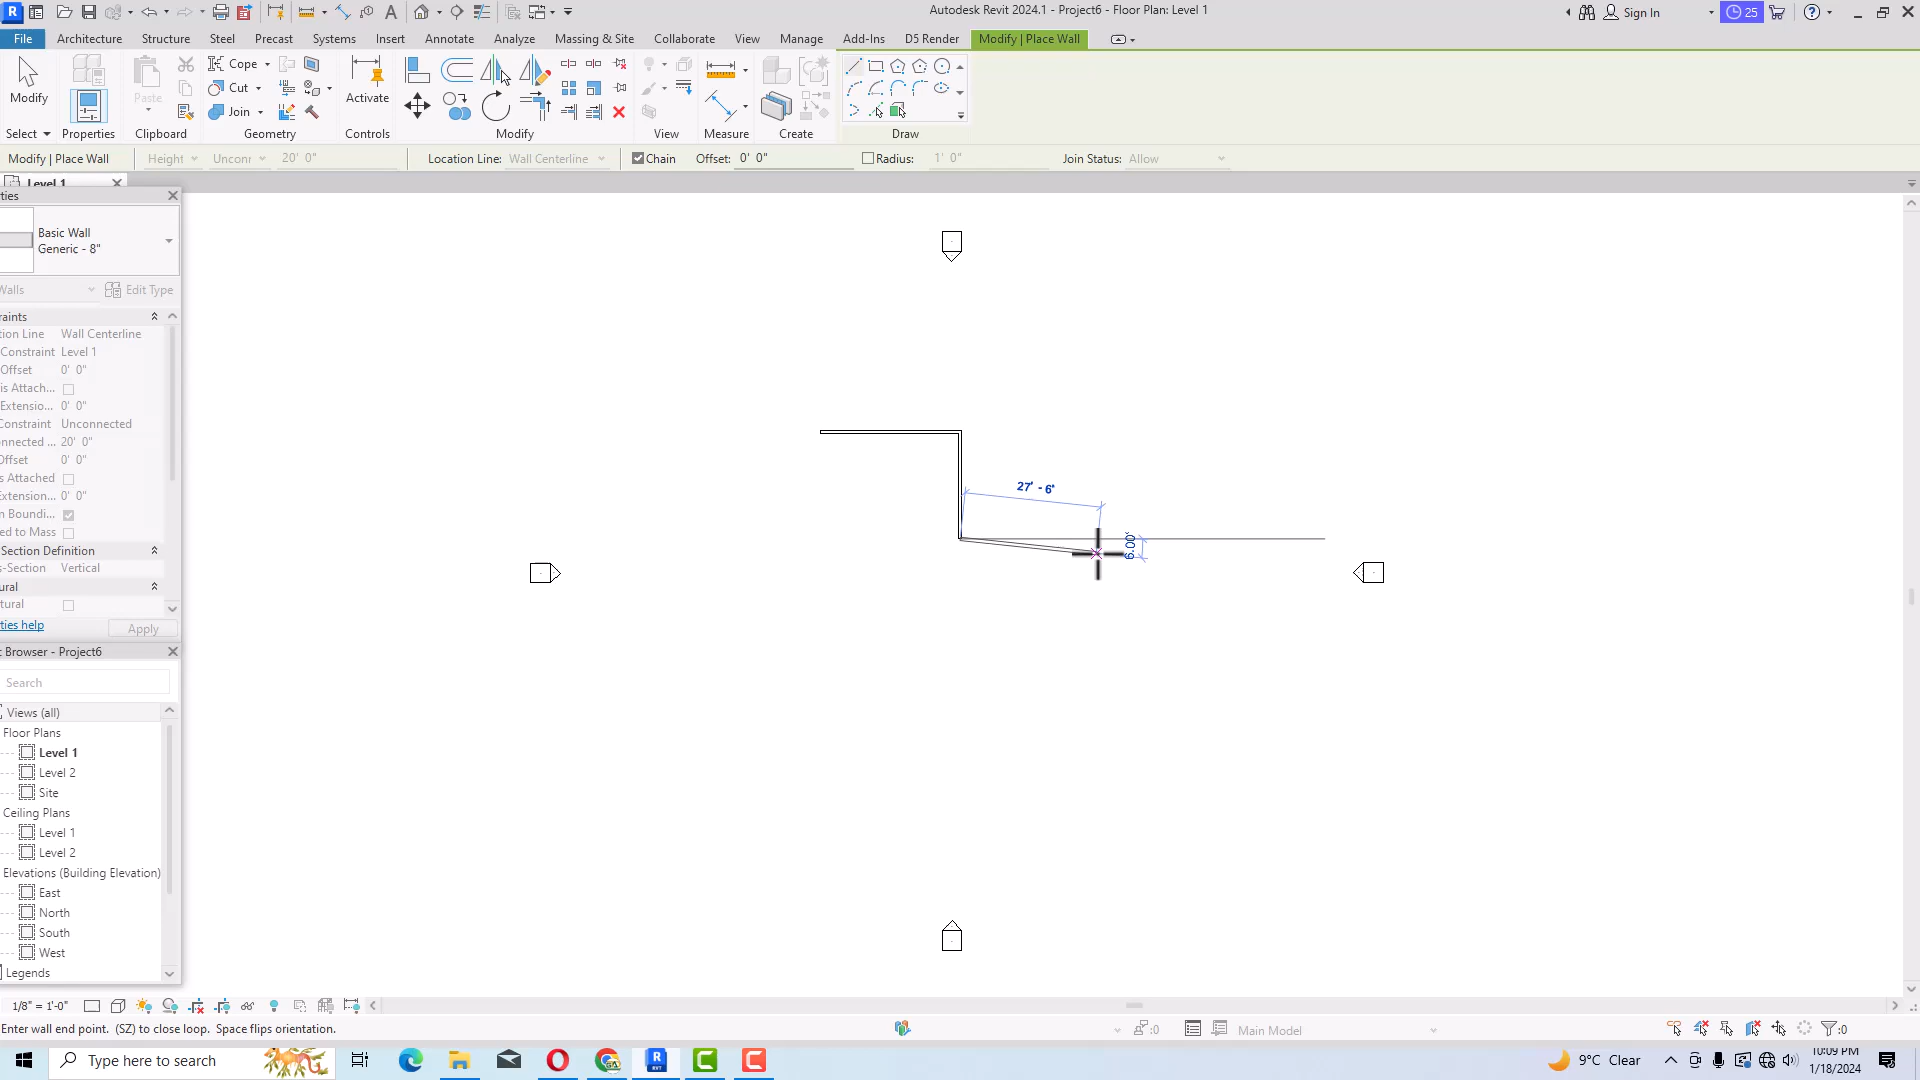 Autodesk Revit 2024.1 - Project6 - Floor Plan: Level 1
Sign In
25
File
Architecture
Structure
Steel
Precast
Systems
Insert
Annotate
Analyze
Massing & Site
Collaborate
View
Manage
Add-Ins
D5 Render
Modify | Place Wall
Modify
Select
Properties
Paste
Clipboard
Cope
Cut
Join
Geometry
Activate
Controls
Modify
View
Measure
Create
Draw
Modify | Place Wall
Height
Unconr
20' 0"
Location Line:
Wall Centerline
Chain
Offset:
0' 0"
Radius:
1' 0"
Join Status:
Allow
Level 1
ties
Basic Wall
Generic - 8"
Walls
Edit Type
raints
tion Line
Wall Centerline
Constraint
Level 1
Offset
0' 0"
is Attach...
Extensio...
0' 0"
Constraint
Unconnected
nnected ...
20' 0"
Offset
0' 0"
s Attached
Extension...
0' 0"
n Boundi...
ed to Mass
Section Definition
s-Section
Vertical
ural
tural
ties help
Apply
t Browser - Project6
Search
Views (all)
Floor Plans
Level 1
Level 2
Site
Ceiling Plans
Level 1
Level 2
Elevations (Building Elevation)
East
North
South
West
Legends
27' - 6"
6.00°
1/8" = 1'-0"
Enter wall end point. (SZ) to close loop. Space flips orientation.
:0
Main Model
:0
Type here to search
9°C Clear
10:09 PM
1/18/2024